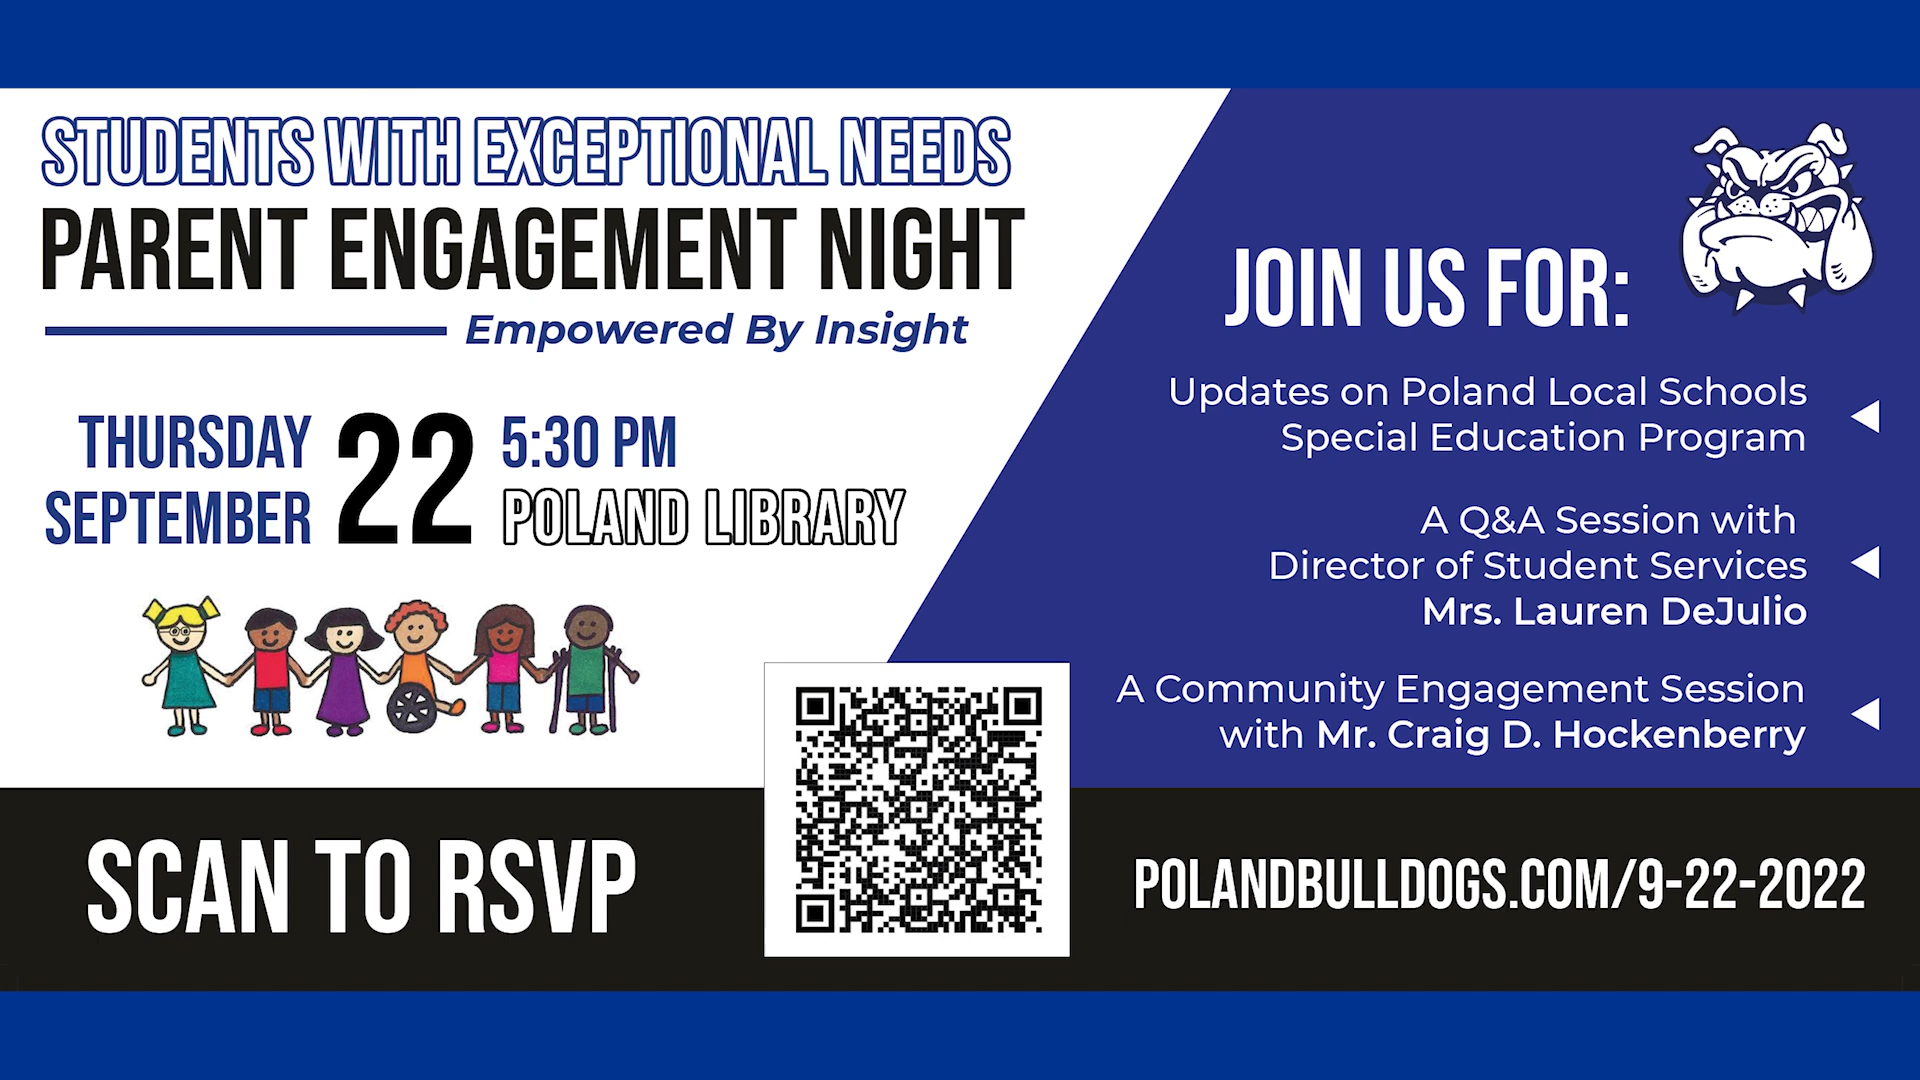 STUDENTS WITH EXCEPTIONAL NEEDS
PARENT ENGAGEMENT NIGHT
Empowered By Insight
THURSDAY
SEPTEMBER
22
5:30 PM
POLAND LIBRARY
JOIN US FOR:
Updates on Poland Local Schools
Special Education Program
A Q&A Session with
Director of Student Services
Mrs. Lauren DeJulio
A Community Engagement Session
with Mr. Craig D. Hockenberry
SCAN TO RSVP
POLANDBULLDOGS.COM/9-22-2022